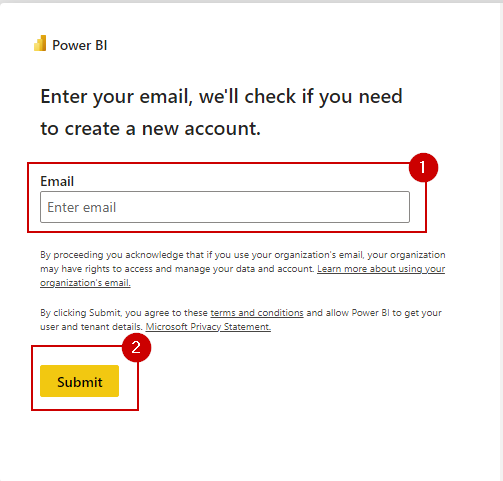 Power BI
Enter your email, we'll check if you need
to create a new account.
1
Email
Enter email
By proceeding you acknowledge that if you use your organization's email, your organization
may have rights to access and manage your data and account. Learn more about using your
organization's email.
By clicking Submit, you agree to these terms and conditions and allow Power BI to get your
user and tenant details. Microsoft Privacy Statement.
2
Submit